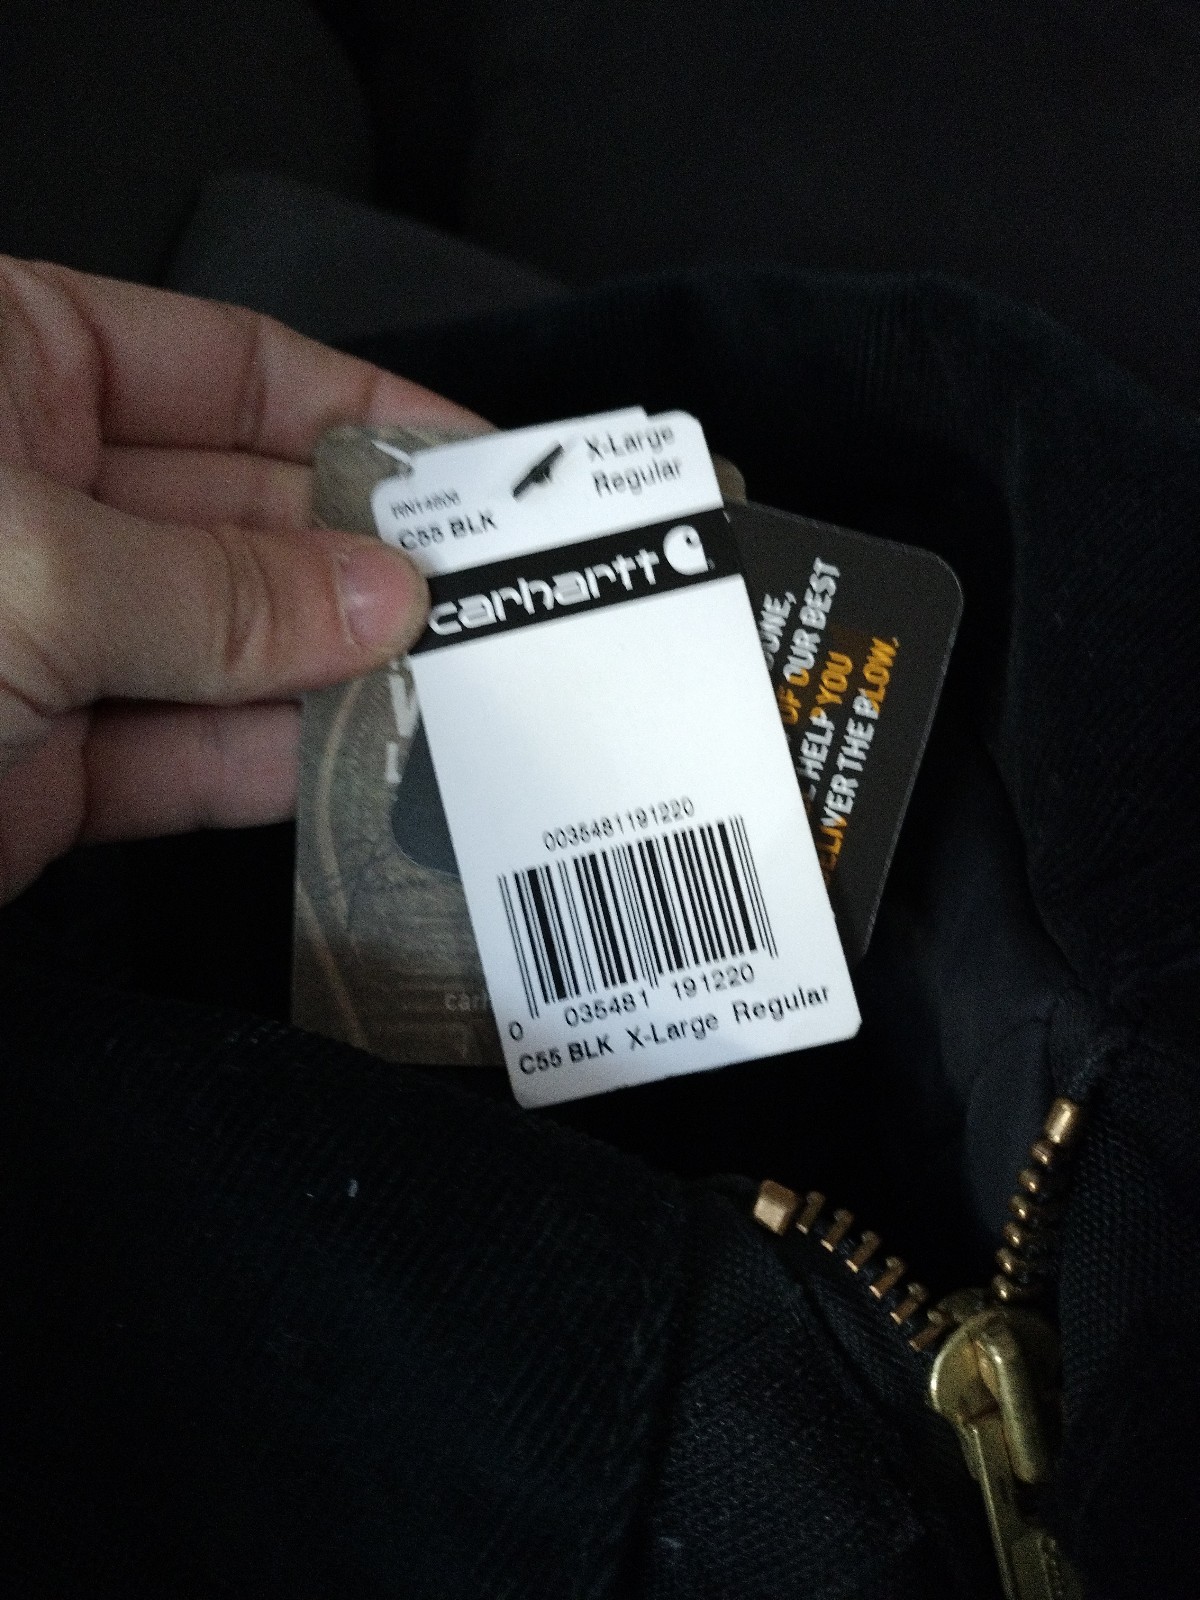 X-Large
Regular
RN14806
C55 BLK
carhartt
OF OUR BEST
HELP YOU
THE BLOW.
0035481191220
0 035481 191220
C55 BLK X-Large Regular